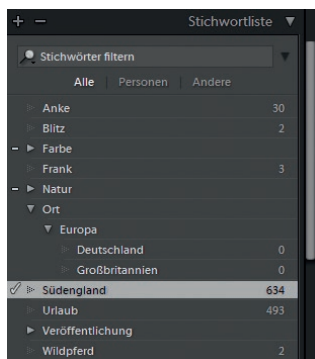 + − Stichwortliste ▼
Stichwörter filtern
Alle | Personen | Andere
Anke 30
Blitz 2
Farbe
Frank 3
Natur
Ort
Europa
Deutschland 0
Großbritannien 0
Südengland 634
Urlaub 493
Veröffentlichung
Wildpferd 2